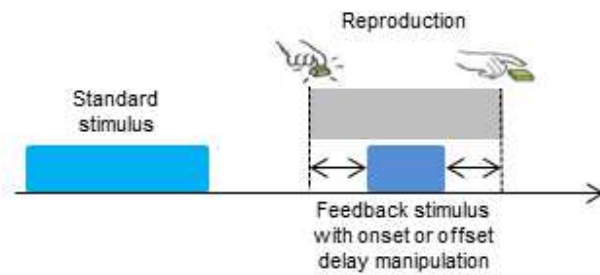 Reproduction
Standard
stimulus
Feedback stimulus
with onset or offset
delay manipulation